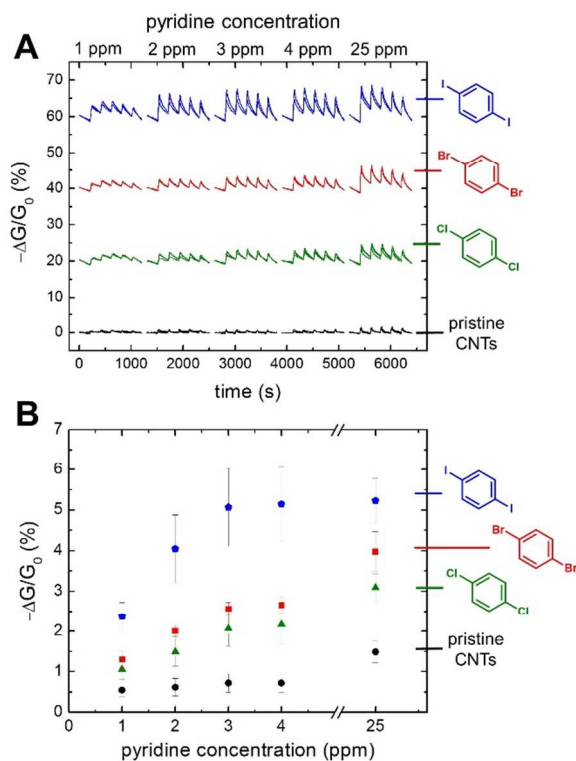 A
pyridine concentration
1 ppm 2 ppm 3 ppm 4 ppm 25 ppm
70
60
50
40
30
20
10
0
-ΔG/G0 (%)
0 1000 2000 3000 4000 5000 6000
time (s)
I
I
Br
Br
Cl
Cl
pristine
CNTs
B
7
6
5
4
3
2
1
0
-ΔG/G0 (%)
0 1 2 3 4 25
pyridine concentration (ppm)
I
I
Br
Br
Cl
Cl
pristine
CNTs